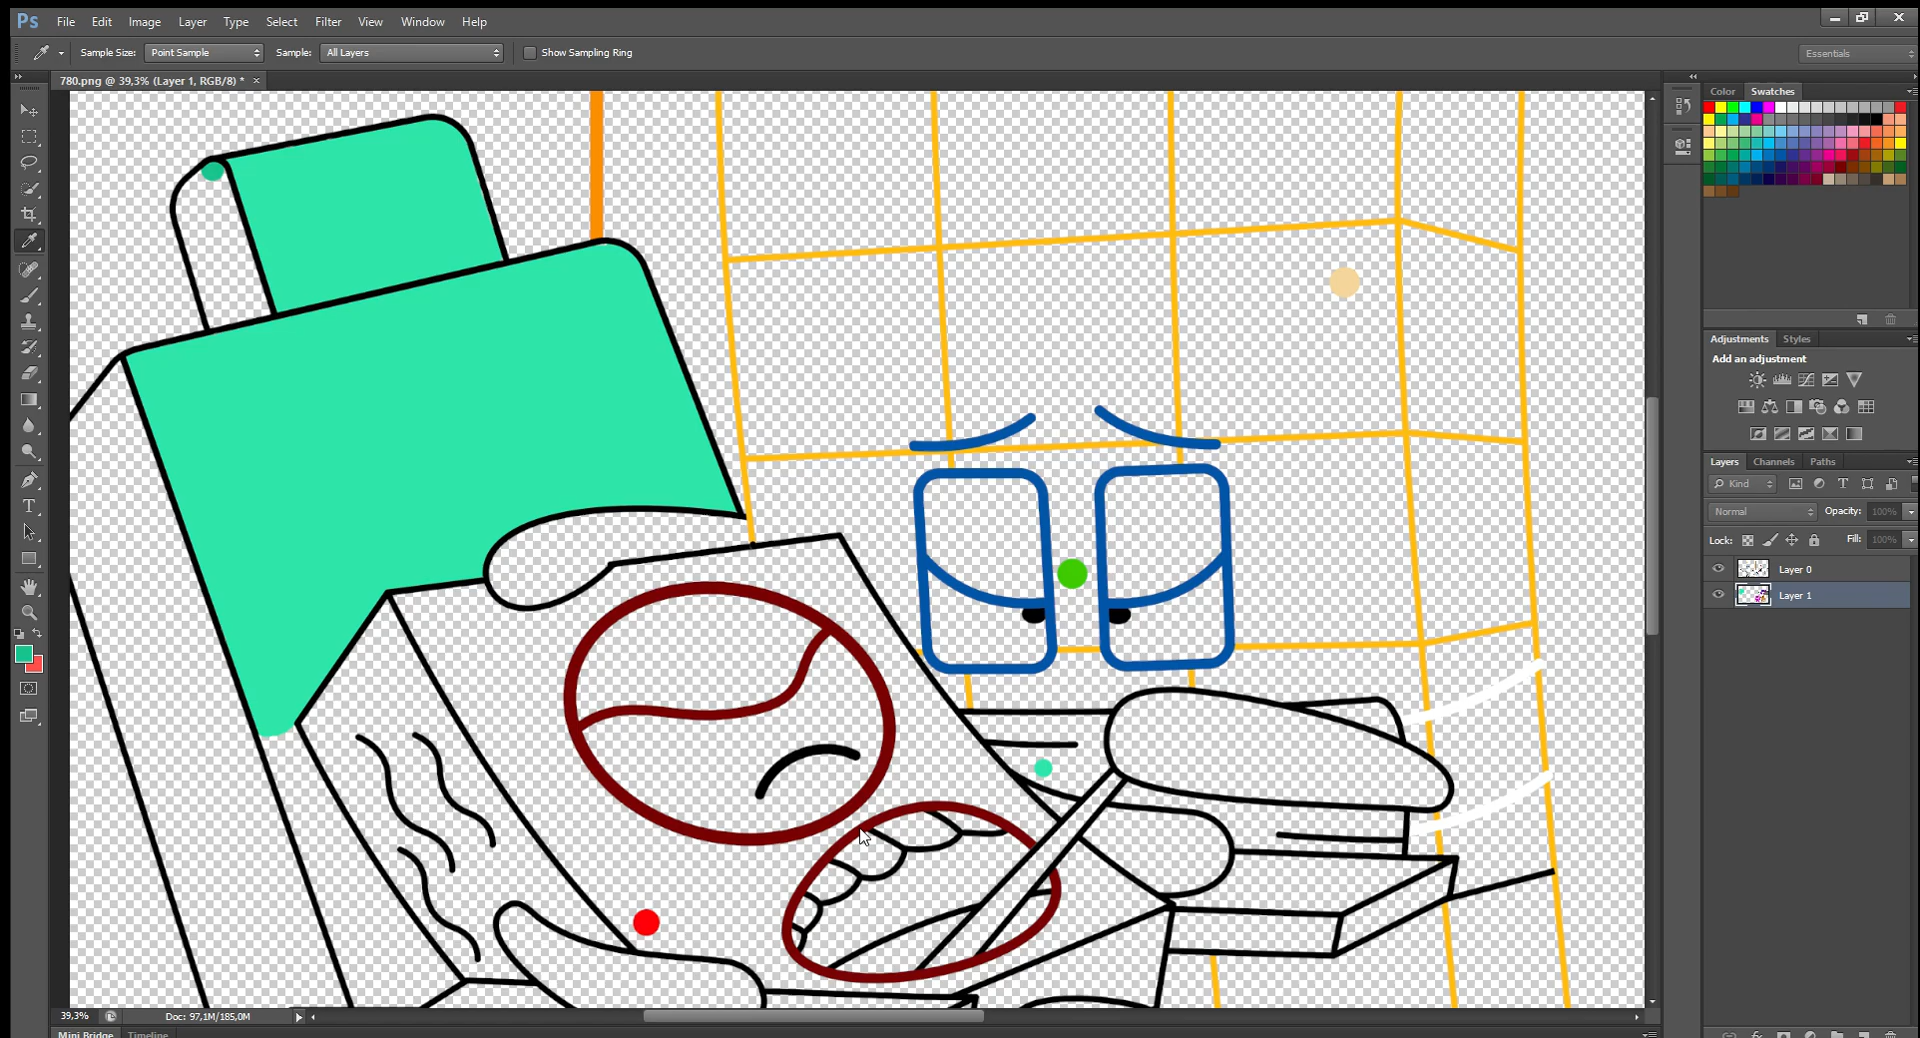 Ps File Edit Image Layer Type Select Filter View Window Help
Sample Size: Point Sample Sample: All Layers Show Sampling Ring Essentials
780.png @ 39,3% (Layer 1, RGB/8) * ×
Color Swatches
Adjustments Styles
Add an adjustment
Layers Channels Paths
Kind
Normal Opacity: 100%
Lock: Fill: 100%
Layer 0
Layer 1
T
39,3% Doc: 97,1M/185,0M
Mini Bridge Timeline